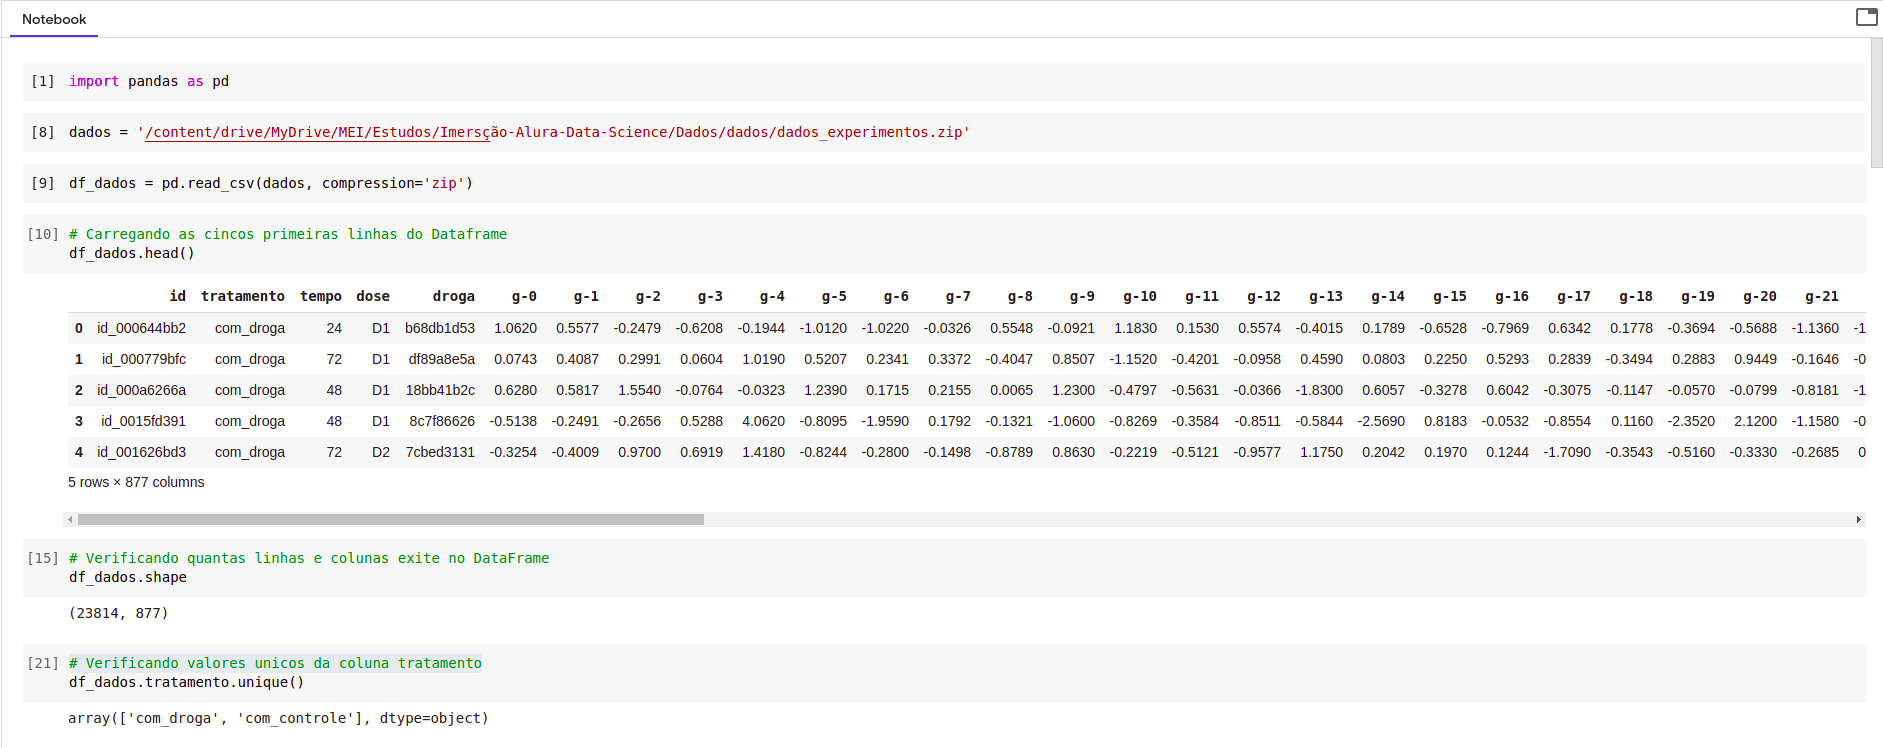 Notebook
[1] import pandas as pd
[8] dados = '/content/drive/MyDrive/MEI/Estudos/Imersção-Alura-Data-Science/Dados/dados/dados_experimentos.zip'
[9] df_dados = pd.read_csv(dados, compression='zip')
[10] # Carregando as cincos primeiras linhas do Dataframe
df_dados.head()
id tratamento tempo dose droga g-0 g-1 g-2 g-3 g-4 g-5 g-6 g-7 g-8 g-9 g-10 g-11 g-12 g-13 g-14 g-15 g-16 g-17 g-18 g-19 g-20 g-21
0 id_000644bb2 com_droga 24 D1 b68db1d53 1.0620 0.5577 -0.2479 -0.6208 -0.1944 -1.0120 -1.0220 -0.0326 0.5548 -0.0921 1.1830 0.1530 0.5574 -0.4015 0.1789 -0.6528 -0.7969 0.6342 0.1778 -0.3694 -0.5688 -1.1360 -1
1 id_000779bfc com_droga 72 D1 df89a8e5a 0.0743 0.4087 0.2991 0.0604 1.0190 0.5207 0.2341 0.3372 -0.4047 0.8507 -1.1520 -0.4201 -0.0958 0.4590 0.0803 0.2250 0.5293 0.2839 -0.3494 0.2883 0.9449 -0.1646 -0
2 id_000a6266a com_droga 48 D1 18bb41b2c 0.6280 0.5817 1.5540 -0.0764 -0.0323 1.2390 0.1715 0.2155 0.0065 1.2300 -0.4797 -0.5631 -0.0366 -1.8300 0.6057 -0.3278 0.6042 -0.3075 -0.1147 -0.0570 -0.0799 -0.8181 -1
3 id_0015fd391 com_droga 48 D1 8c7f86626 -0.5138 -0.2491 -0.2656 0.5288 4.0620 -0.8095 -1.9590 0.1792 -0.1321 -1.0600 -0.8269 -0.3584 -0.8511 -0.5844 -2.5690 0.8183 -0.0532 -0.8554 0.1160 -2.3520 2.1200 -1.1580 -0
4 id_001626bd3 com_droga 72 D2 7cbed3131 -0.3254 -0.4009 0.9700 0.6919 1.4180 -0.8244 -0.2800 -0.1498 -0.8789 0.8630 -0.2219 -0.5121 -0.9577 1.1750 0.2042 0.1970 0.1244 -1.7090 -0.3543 -0.5160 -0.3330 -0.2685 0
5 rows × 877 columns
[15] # Verificando quantas linhas e colunas exite no DataFrame
df_dados.shape
(23814, 877)
[21] # Verificando valores unicos da coluna tratamento
df_dados.tratamento.unique()
array(['com_droga', 'com_controle'], dtype=object)